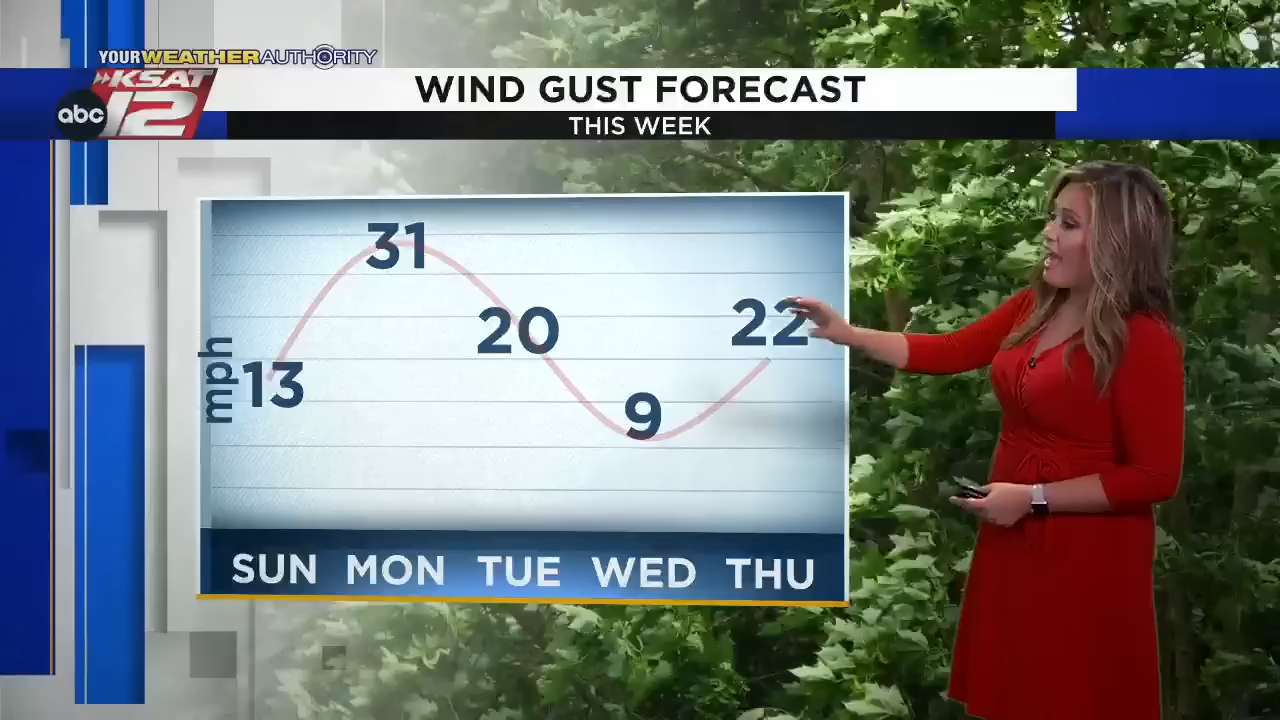 YOUR WEATHER AUTHORITY
KSAT
abc 12
WIND GUST FORECAST
THIS WEEK
31
20
22
13
9
mph
SUN MON TUE WED THU